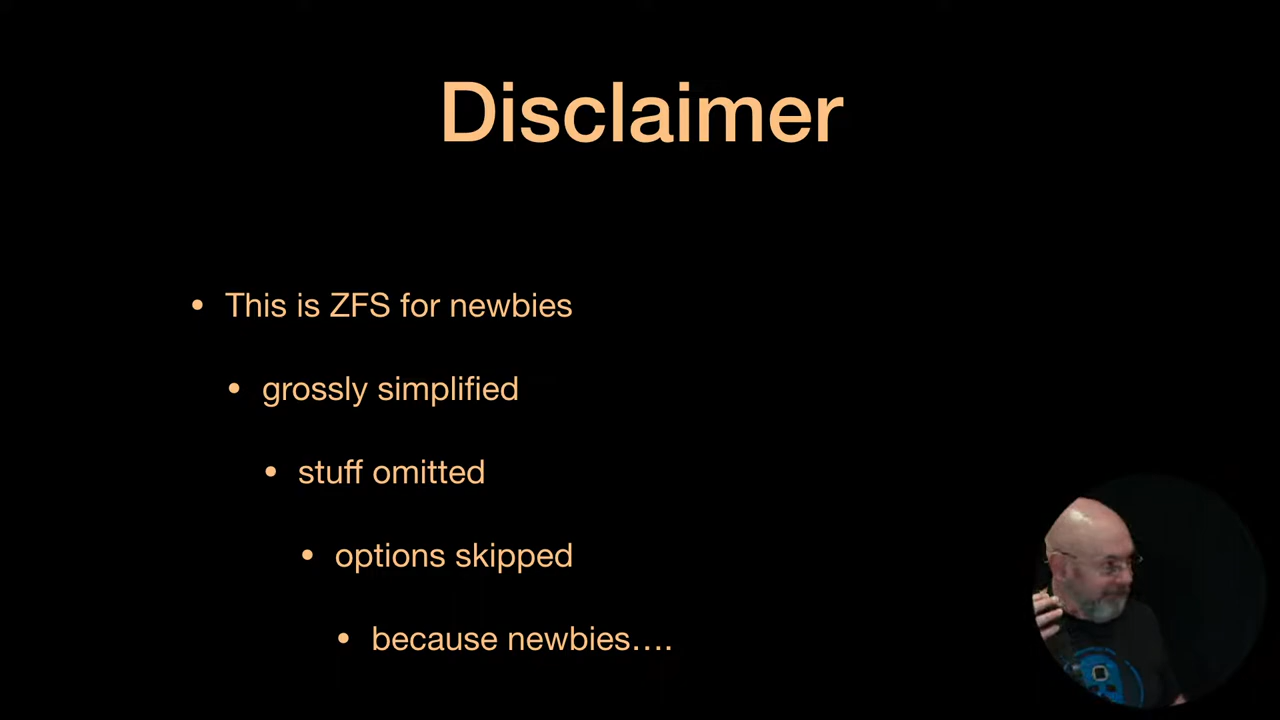 Disclaimer
• This is ZFS for newbies
• grossly simplified
• stuff omitted
• options skipped
• because newbies….